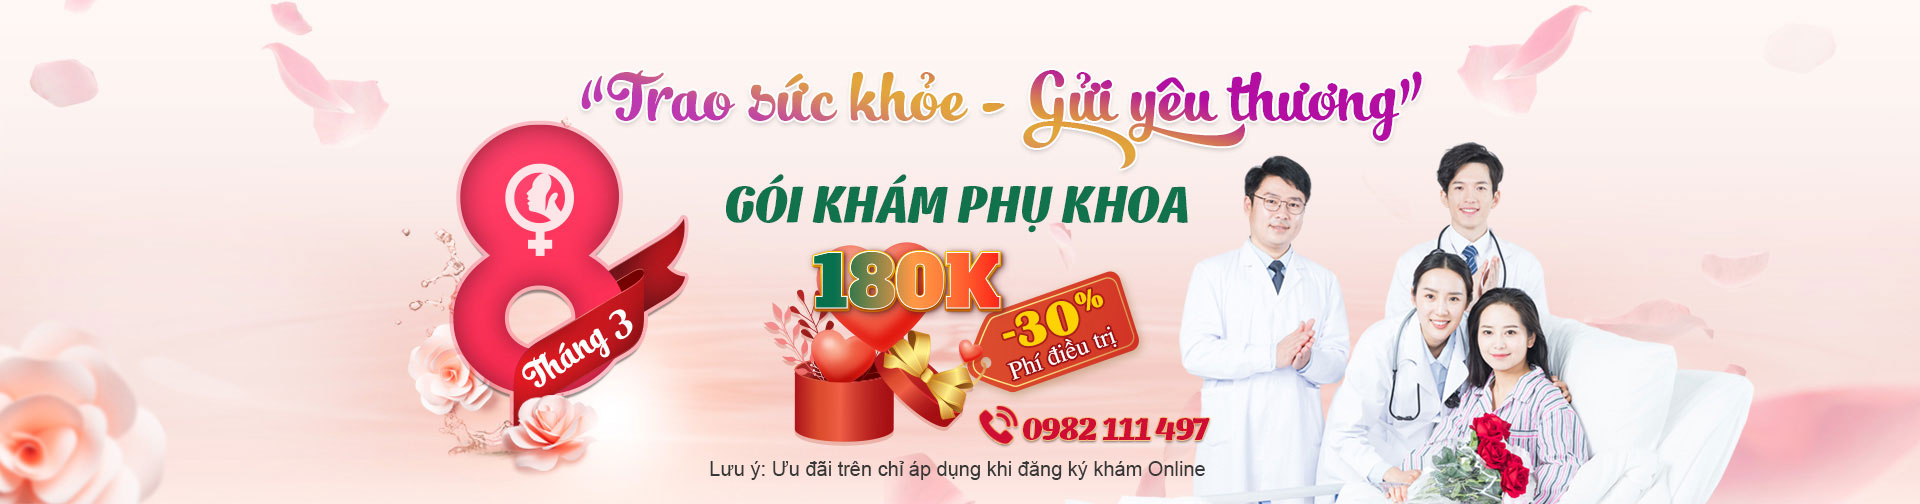 “Trao sức khỏe - Gửi yêu thương”
8
Tháng 3
GÓI KHÁM PHỤ KHOA
180K
-30%
Phí điều trị
0982 111 497
Lưu ý: Ưu đãi trên chỉ áp dụng khi đăng ký khám Online